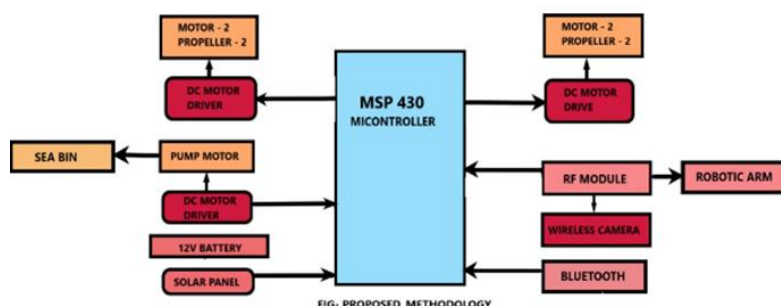 MOTOR - 2
PROPELLER - 2
DC MOTOR
DRIVER
SEA BIN
PUMP MOTOR
DC MOTOR
DRIVER
12V BATTERY
SOLAR PANEL
MSP 430
MICONTROLLER
MOTOR - 2
PROPELLER - 2
DC MOTOR
DRIVE
RF MODULE
ROBOTIC ARM
WIRELESS CAMERA
BLUETOOTH
FIG- PROPOSED METHODOLOGY